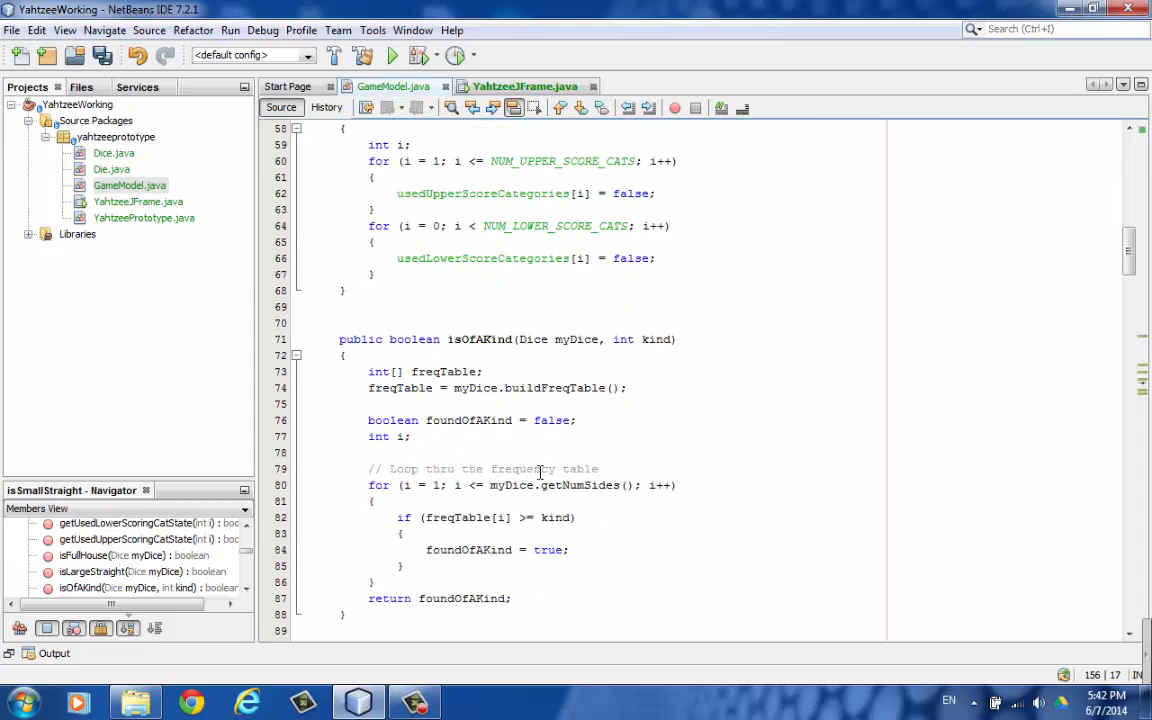 YahtzeeWorking - NetBeans IDE 7.2.1
File Edit View Navigate Source Refactor Run Debug Profile Team Tools Window Help
Search (Ctrl+I)
<default config>
Projects Files Services
Start Page GameModel.java YahtzeeJFrame.java
Source History
YahtzeeWorking
Source Packages
yahtzeeprototype
Dice.java
Die.java
GameModel.java
YahtzeeJFrame.java
YahtzeePrototype.java
Libraries
58 {
59 int i;
60 for (i = 1; i <= NUM_UPPER_SCORE_CATS; i++)
61 {
62 usedUpperScoreCategories[i] = false;
63 }
64 for (i = 0; i < NUM_LOWER_SCORE_CATS; i++)
65 {
66 usedLowerScoreCategories[i] = false;
67 }
68 }
69
70
71 public boolean isOfAKind(Dice myDice, int kind)
72 {
73 int[] freqTable;
74 freqTable = myDice.buildFreqTable();
75
76 boolean foundOfAKind = false;
77 int i;
78
79 // Loop thru the frequency table
80 for (i = 1; i <= myDice.getNumSides(); i++)
81 {
82 if (freqTable[i] >= kind)
83 {
84 foundOfAKind = true;
85 }
86 }
87 return foundOfAKind;
88 }
89
isSmallStraight - Navigator
Members View
getUsedLowerScoringCatState(int i) : boc
getUsedUpperScoringCatState(int i) : boc
isFullHouse(Dice myDice) : boolean
isLargeStraight(Dice myDice) : boolean
isOfAKind(Dice myDice, int kind) : boolean
Output
156 | 17 IN
EN
5:42 PM
6/7/2014